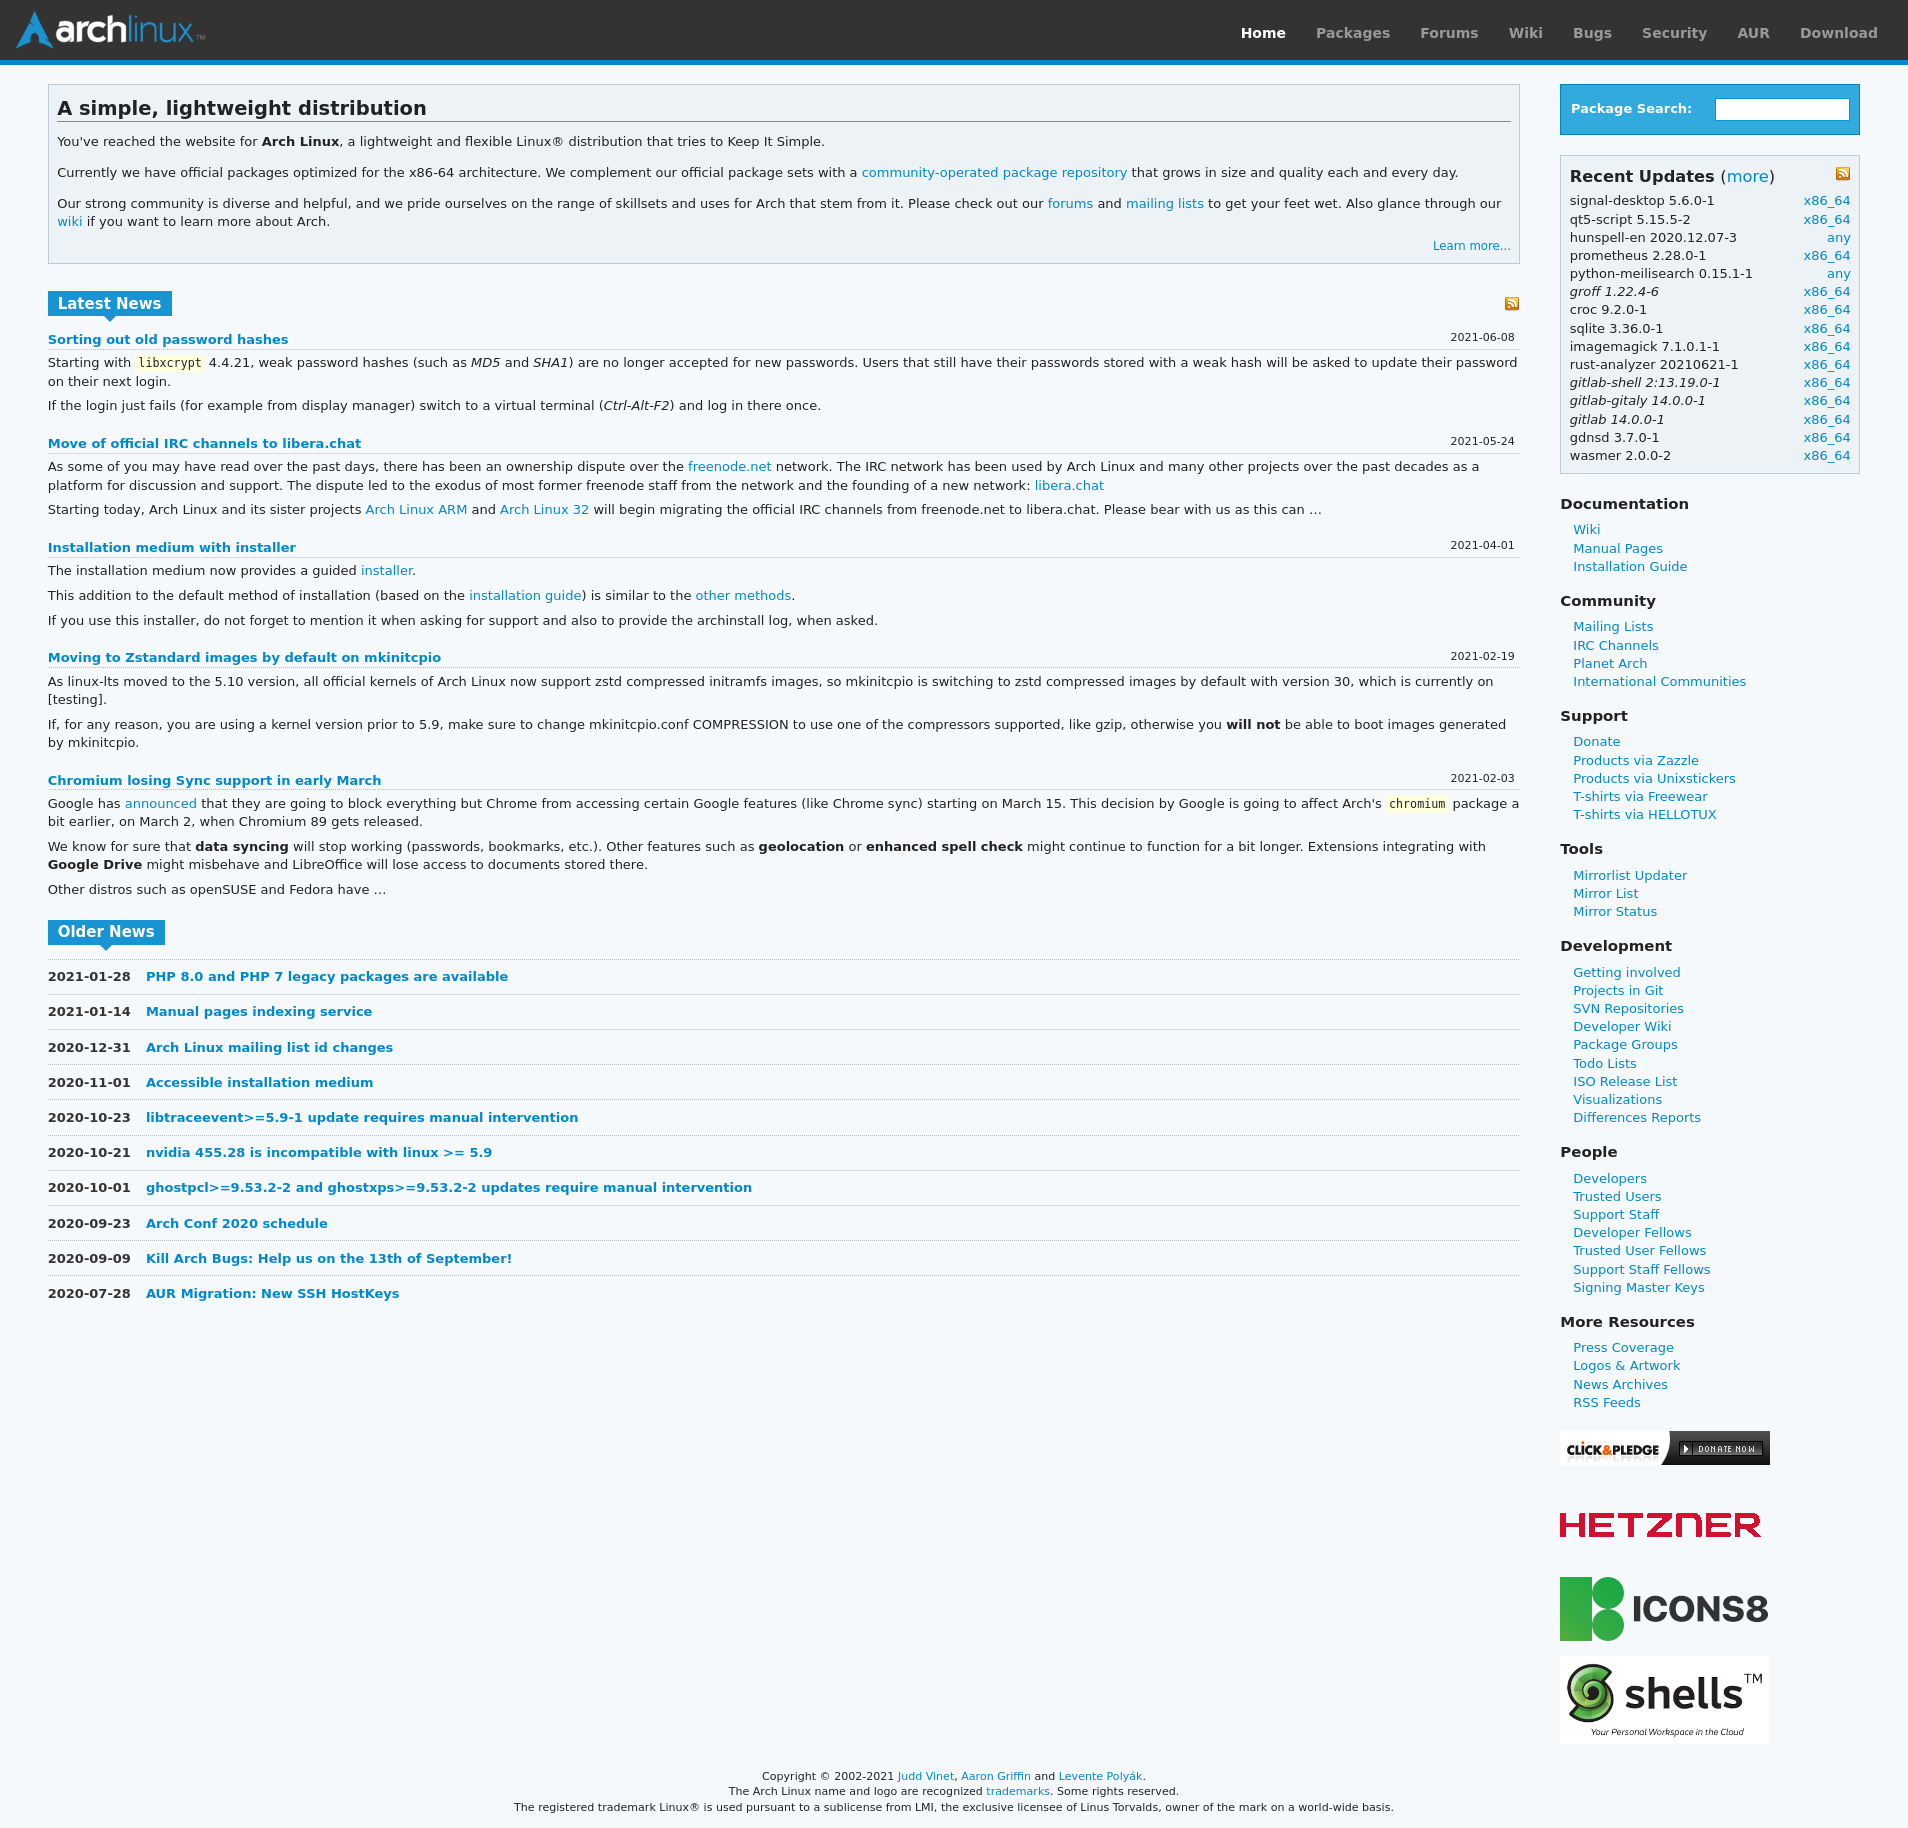 archlinux™
Home Packages Forums Wiki Bugs Security AUR Download
A simple, lightweight distribution
You've reached the website for Arch Linux, a lightweight and flexible Linux® distribution that tries to Keep It Simple.
Currently we have official packages optimized for the x86-64 architecture. We complement our official package sets with a community-operated package repository that grows in size and quality each and every day.
Our strong community is diverse and helpful, and we pride ourselves on the range of skillsets and uses for Arch that stem from it. Please check out our forums and mailing lists to get your feet wet. Also glance through our
wiki if you want to learn more about Arch.
Learn more...
Latest News
Sorting out old password hashes 2021-06-08
Starting with libxcrypt 4.4.21, weak password hashes (such as MD5 and SHA1) are no longer accepted for new passwords. Users that still have their passwords stored with a weak hash will be asked to update their password
on their next login.
If the login just fails (for example from display manager) switch to a virtual terminal (Ctrl-Alt-F2) and log in there once.
Move of official IRC channels to libera.chat 2021-05-24
As some of you may have read over the past days, there has been an ownership dispute over the freenode.net network. The IRC network has been used by Arch Linux and many other projects over the past decades as a
platform for discussion and support. The dispute led to the exodus of most former freenode staff from the network and the founding of a new network: libera.chat
Starting today, Arch Linux and its sister projects Arch Linux ARM and Arch Linux 32 will begin migrating the official IRC channels from freenode.net to libera.chat. Please bear with us as this can …
Installation medium with installer 2021-04-01
The installation medium now provides a guided installer.
This addition to the default method of installation (based on the installation guide) is similar to the other methods.
If you use this installer, do not forget to mention it when asking for support and also to provide the archinstall log, when asked.
Moving to Zstandard images by default on mkinitcpio 2021-02-19
As linux-lts moved to the 5.10 version, all official kernels of Arch Linux now support zstd compressed initramfs images, so mkinitcpio is switching to zstd compressed images by default with version 30, which is currently on
[testing].
If, for any reason, you are using a kernel version prior to 5.9, make sure to change mkinitcpio.conf COMPRESSION to use one of the compressors supported, like gzip, otherwise you will not be able to boot images generated
by mkinitcpio.
Chromium losing Sync support in early March 2021-02-03
Google has announced that they are going to block everything but Chrome from accessing certain Google features (like Chrome sync) starting on March 15. This decision by Google is going to affect Arch's chromium package a
bit earlier, on March 2, when Chromium 89 gets released.
We know for sure that data syncing will stop working (passwords, bookmarks, etc.). Other features such as geolocation or enhanced spell check might continue to function for a bit longer. Extensions integrating with
Google Drive might misbehave and LibreOffice will lose access to documents stored there.
Other distros such as openSUSE and Fedora have …
Older News
2021-01-28 PHP 8.0 and PHP 7 legacy packages are available
2021-01-14 Manual pages indexing service
2020-12-31 Arch Linux mailing list id changes
2020-11-01 Accessible installation medium
2020-10-23 libtraceevent>=5.9-1 update requires manual intervention
2020-10-21 nvidia 455.28 is incompatible with linux >= 5.9
2020-10-01 ghostpcl>=9.53.2-2 and ghostxps>=9.53.2-2 updates require manual intervention
2020-09-23 Arch Conf 2020 schedule
2020-09-09 Kill Arch Bugs: Help us on the 13th of September!
2020-07-28 AUR Migration: New SSH HostKeys
Package Search:
Recent Updates (more)
signal-desktop 5.6.0-1 x86_64
qt5-script 5.15.5-2 x86_64
hunspell-en 2020.12.07-3 any
prometheus 2.28.0-1 x86_64
python-meilisearch 0.15.1-1 any
groff 1.22.4-6 x86_64
croc 9.2.0-1 x86_64
sqlite 3.36.0-1 x86_64
imagemagick 7.1.0.1-1 x86_64
rust-analyzer 20210621-1 x86_64
gitlab-shell 2:13.19.0-1 x86_64
gitlab-gitaly 14.0.0-1 x86_64
gitlab 14.0.0-1 x86_64
gdnsd 3.7.0-1 x86_64
wasmer 2.0.0-2 x86_64
Documentation
Wiki
Manual Pages
Installation Guide
Community
Mailing Lists
IRC Channels
Planet Arch
International Communities
Support
Donate
Products via Zazzle
Products via Unixstickers
T-shirts via Freewear
T-shirts via HELLOTUX
Tools
Mirrorlist Updater
Mirror List
Mirror Status
Development
Getting involved
Projects in Git
SVN Repositories
Developer Wiki
Package Groups
Todo Lists
ISO Release List
Visualizations
Differences Reports
People
Developers
Trusted Users
Support Staff
Developer Fellows
Trusted User Fellows
Support Staff Fellows
Signing Master Keys
More Resources
Press Coverage
Logos & Artwork
News Archives
RSS Feeds
CLICK&PLEDGE DONATE NOW
HETZNER
ICONS8
shells™
Your Personal Workspace in the Cloud
Copyright © 2002-2021 Judd Vinet, Aaron Griffin and Levente Polyák.
The Arch Linux name and logo are recognized trademarks. Some rights reserved.
The registered trademark Linux® is used pursuant to a sublicense from LMI, the exclusive licensee of Linus Torvalds, owner of the mark on a world-wide basis.